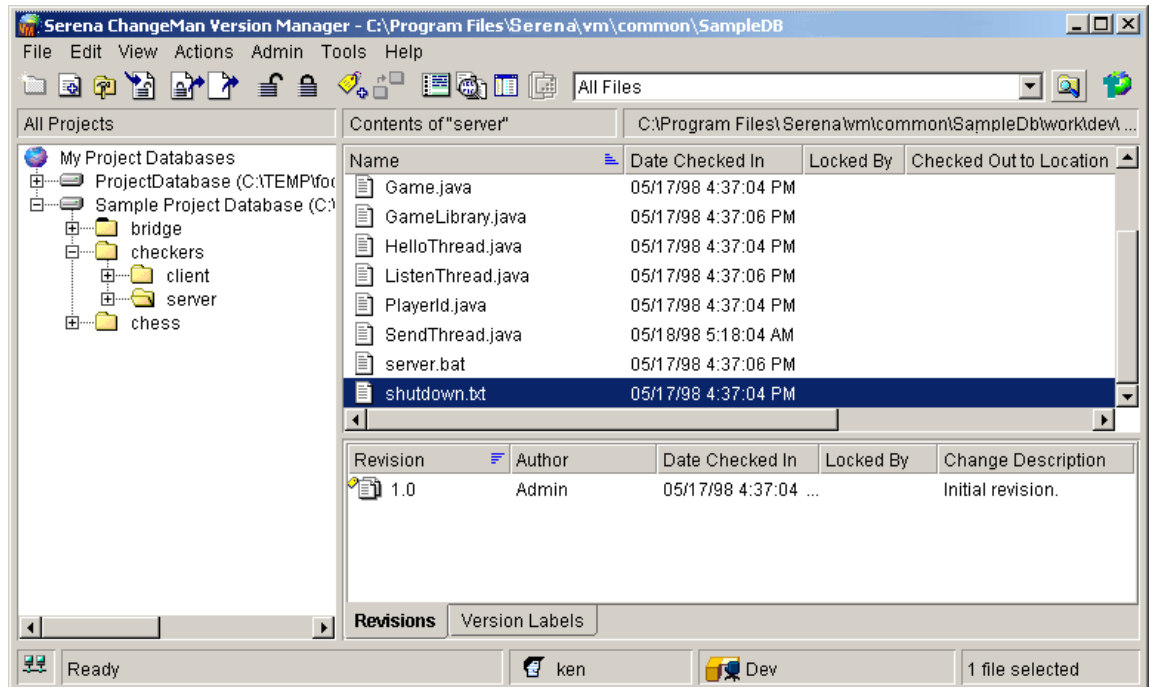 Serena ChangeMan Version Manager - C:\Program Files\Serena\vm\common\SampleDB
File Edit View Actions Admin Tools Help
All Files
All Projects
Contents of "server"
C:\Program Files\Serena\vm\common\SampleDb\work\dev\ ...
My Project Databases
ProjectDatabase (C:\TEMP\foo
Sample Project Database (C:\
bridge
checkers
client
server
chess
Name Date Checked In Locked By Checked Out to Location
Game.java 05/17/98 4:37:04 PM
GameLibrary.java 05/17/98 4:37:06 PM
HelloThread.java 05/17/98 4:37:04 PM
ListenThread.java 05/17/98 4:37:06 PM
PlayerId.java 05/17/98 4:37:04 PM
SendThread.java 05/18/98 5:18:04 AM
server.bat 05/17/98 4:37:06 PM
shutdown.txt 05/17/98 4:37:04 PM
Revision Author Date Checked In Locked By Change Description
1.0 Admin 05/17/98 4:37:04 ... Initial revision.
Revisions Version Labels
Ready ken Dev 1 file selected